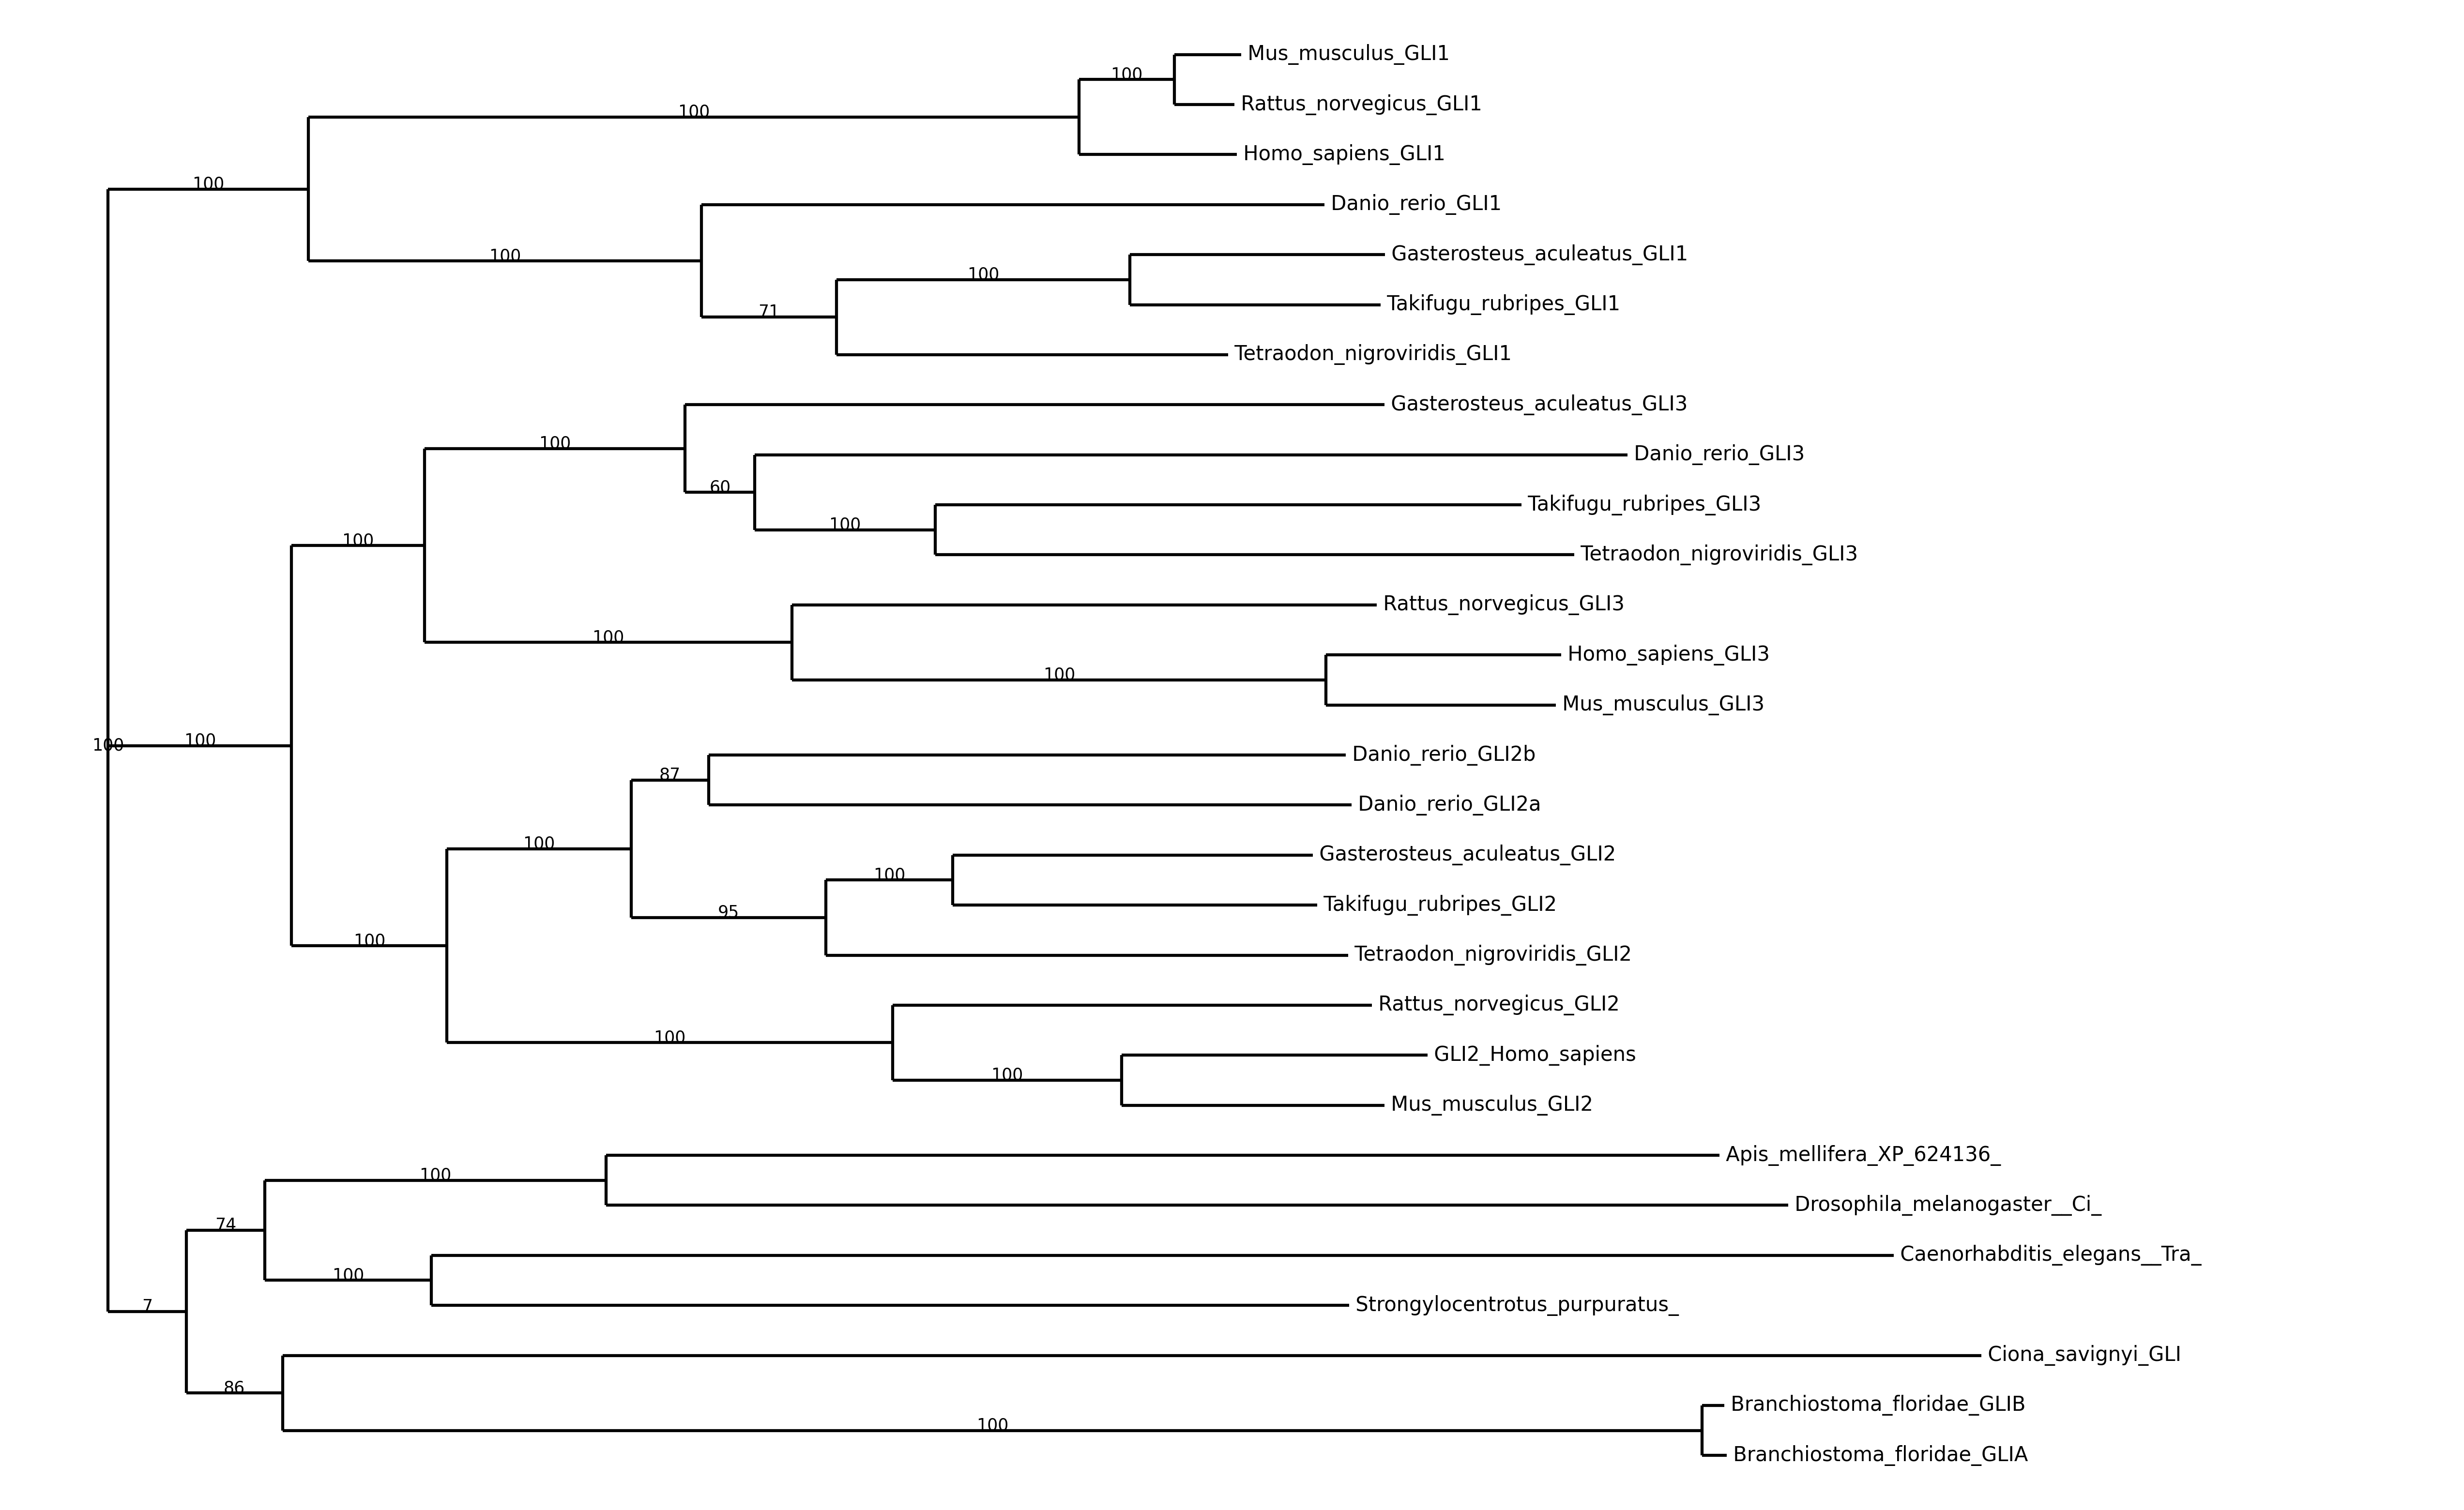 Mus_musculus_GLI1
100
Rattus_norvegicus_GLI1
100
Homo_sapiens_GLI1
100
Danio_rerio_GLI1
100
Gasterosteus_aculeatus_GLI1
100
Takifugu_rubripes_GLI1
71
Tetraodon_nigroviridis_GLI1
Gasterosteus_aculeatus_GLI3
100
Danio_rerio_GLI3
60
Takifugu_rubripes_GLI3
100
Tetraodon_nigroviridis_GLI3
100
Rattus_norvegicus_GLI3
100
Homo_sapiens_GLI3
100
Mus_musculus_GLI3
100
100
Danio_rerio_GLI2b
87
Danio_rerio_GLI2a
100
Gasterosteus_aculeatus_GLI2
100
Takifugu_rubripes_GLI2
95
Tetraodon_nigroviridis_GLI2
100
Rattus_norvegicus_GLI2
100
GLI2_Homo_sapiens
100
Mus_musculus_GLI2
Apis_mellifera_XP_624136_
100
Drosophila_melanogaster__Ci_
74
Caenorhabditis_elegans__Tra_
100
Strongylocentrotus_purpuratus_
7
Ciona_savignyi_GLI
86
Branchiostoma_floridae_GLIB
100
Branchiostoma_floridae_GLIA